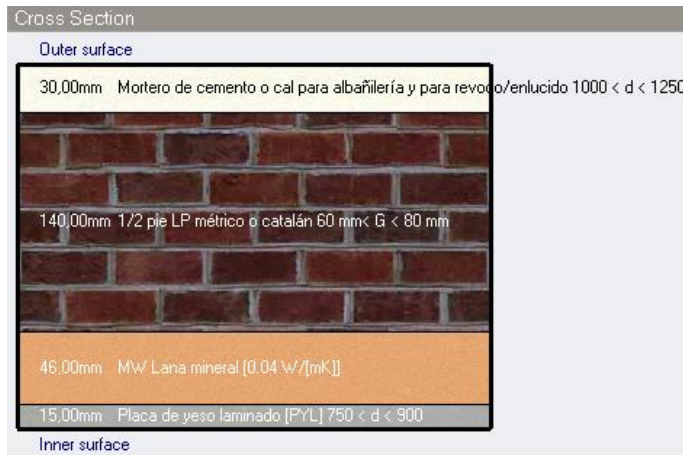 Cross Section
Outer surface
30,00mm Mortero de cemento o cal para albañilería y para revoco/enlucido 1000 < d < 1250
140,00mm 1/2 pie LP métrico o catalán 60 mm< G < 80 mm
46,00mm MW Lana mineral [0.04 W/[mK]]
15,00mm Placa de yeso laminado [PYL] 750 < d < 900
Inner surface